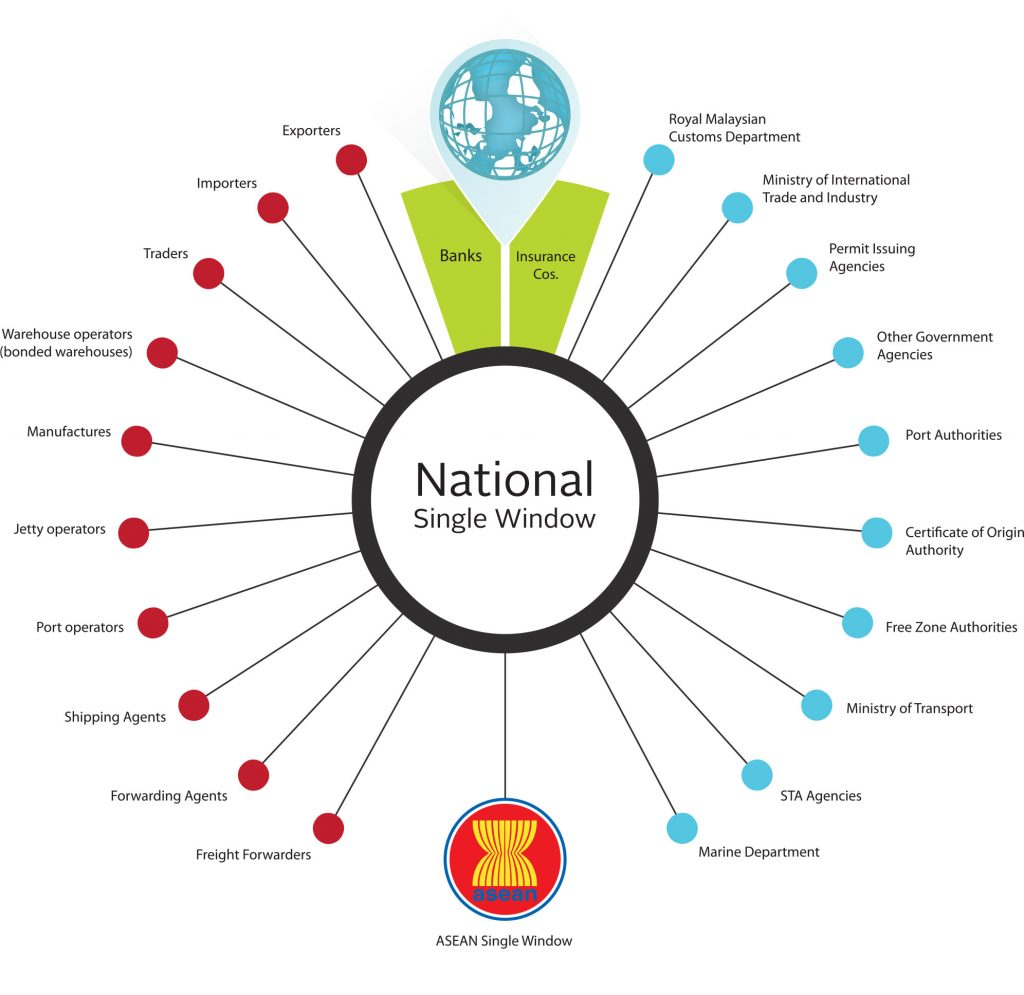 Exporters
Importers
Traders
Warehouse operators
(bonded warehouses)
Manufactures
Jetty operators
Port operators
Shipping Agents
Forwarding Agents
Freight Forwarders
Banks
Insurance
Cos.
National
Single Window
asean
ASEAN Single Window
Royal Malaysian
Customs Department
Ministry of International
Trade and Industry
Permit Issuing
Agencies
Other Government
Agencies
Port Authorities
Certificate of Origin
Authority
Free Zone Authorities
Ministry of Transport
STA Agencies
Marine Department